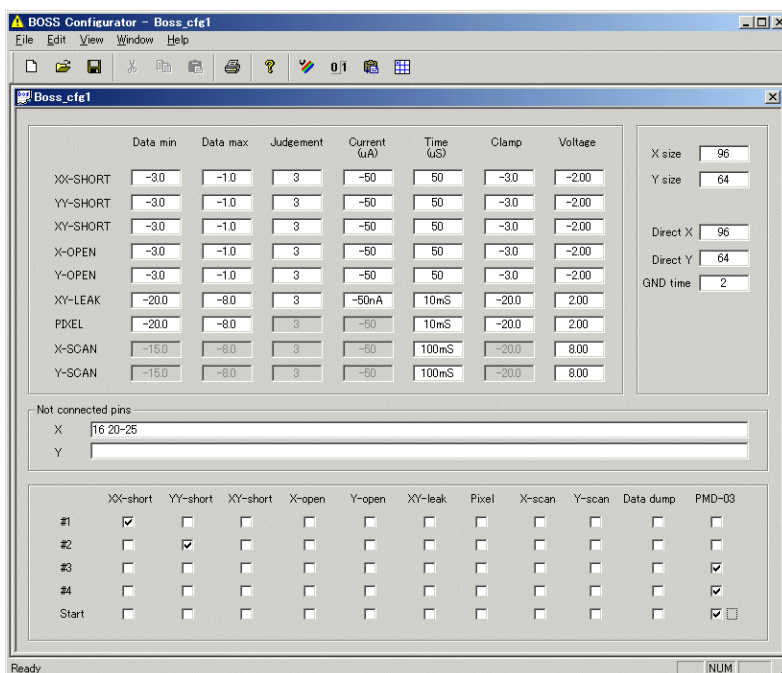 BOSS Configurator - Boss_cfg1
File Edit View Window Help
Boss_cfg1
Data min Data max Judgement Current (uA) Time (uS) Clamp Voltage
XX-SHORT -3.0 -1.0 3 -50 50 -3.0 -2.00
YY-SHORT -3.0 -1.0 3 -50 50 -3.0 -2.00
XY-SHORT -3.0 -1.0 3 -50 50 -3.0 -2.00
X-OPEN -3.0 -1.0 3 -50 50 -3.0 -2.00
Y-OPEN -3.0 -1.0 3 -50 50 -3.0 -2.00
XY-LEAK -20.0 -8.0 3 -50nA 10mS -20.0 2.00
PIXEL -20.0 -8.0 3 -50 10mS -20.0 2.00
X-SCAN -15.0 -8.0 3 -50 100mS -20.0 8.00
Y-SCAN -15.0 -8.0 3 -50 100mS -20.0 8.00
X size 96
Y size 64
Direct X 96
Direct Y 64
GND time 2
Not connected pins
X 16 20-25
Y
XX-short YY-short XY-short X-open Y-open XY-leak Pixel X-scan Y-scan Data dump PMD-03
#1
#2
#3
#4
Start
Ready NUM